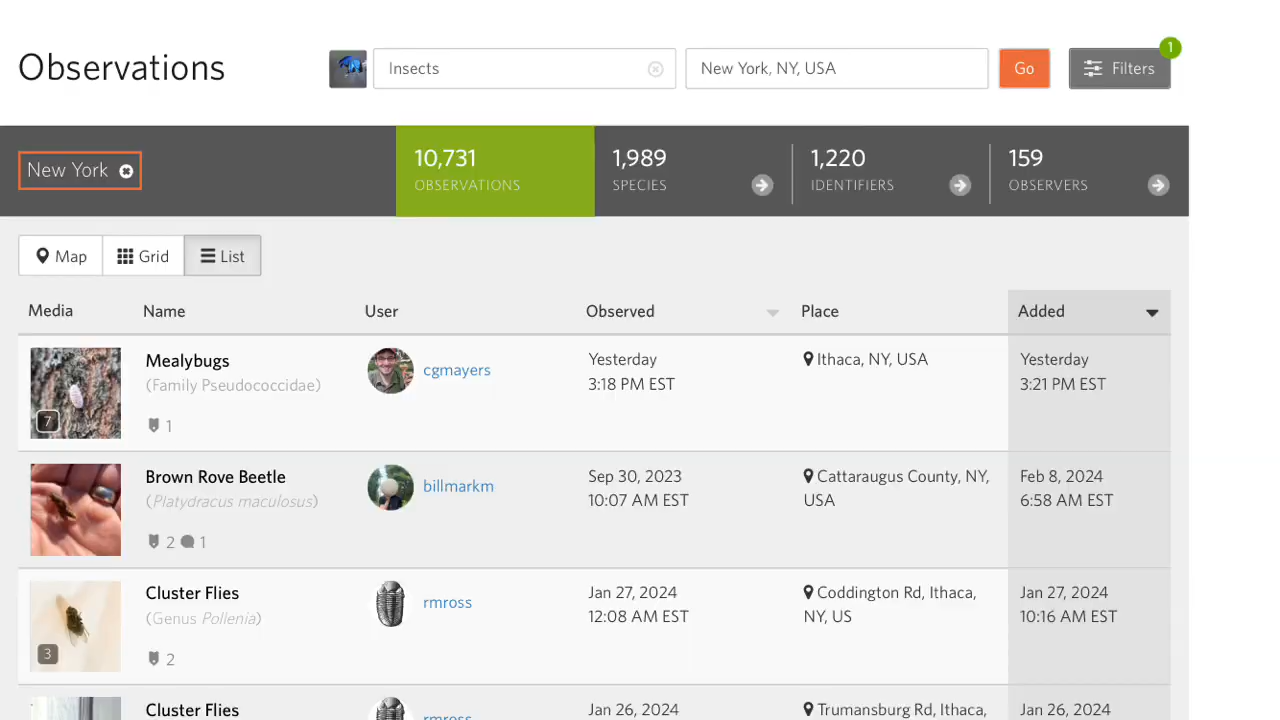 Observations
Insects
New York, NY, USA
Go
Filters
1
New York
10,731
OBSERVATIONS
1,989
SPECIES
1,220
IDENTIFIERS
159
OBSERVERS
Map
Grid
List
Media
Name
User
Observed
Place
Added
7
Mealybugs
(Family Pseudococcidae)
1
cgmayers
Yesterday
3:18 PM EST
Ithaca, NY, USA
Yesterday
3:21 PM EST
Brown Rove Beetle
(Platydracus maculosus)
2 1
billmarkm
Sep 30, 2023
10:07 AM EST
Cattaraugus County, NY,
USA
Feb 8, 2024
6:58 AM EST
3
Cluster Flies
(Genus Pollenia)
2
rmross
Jan 27, 2024
12:08 AM EST
Coddington Rd, Ithaca,
NY, US
Jan 27, 2024
10:16 AM EST
Cluster Flies
rmross
Jan 26, 2024
Trumansburg Rd, Ithaca,
Jan 26, 2024